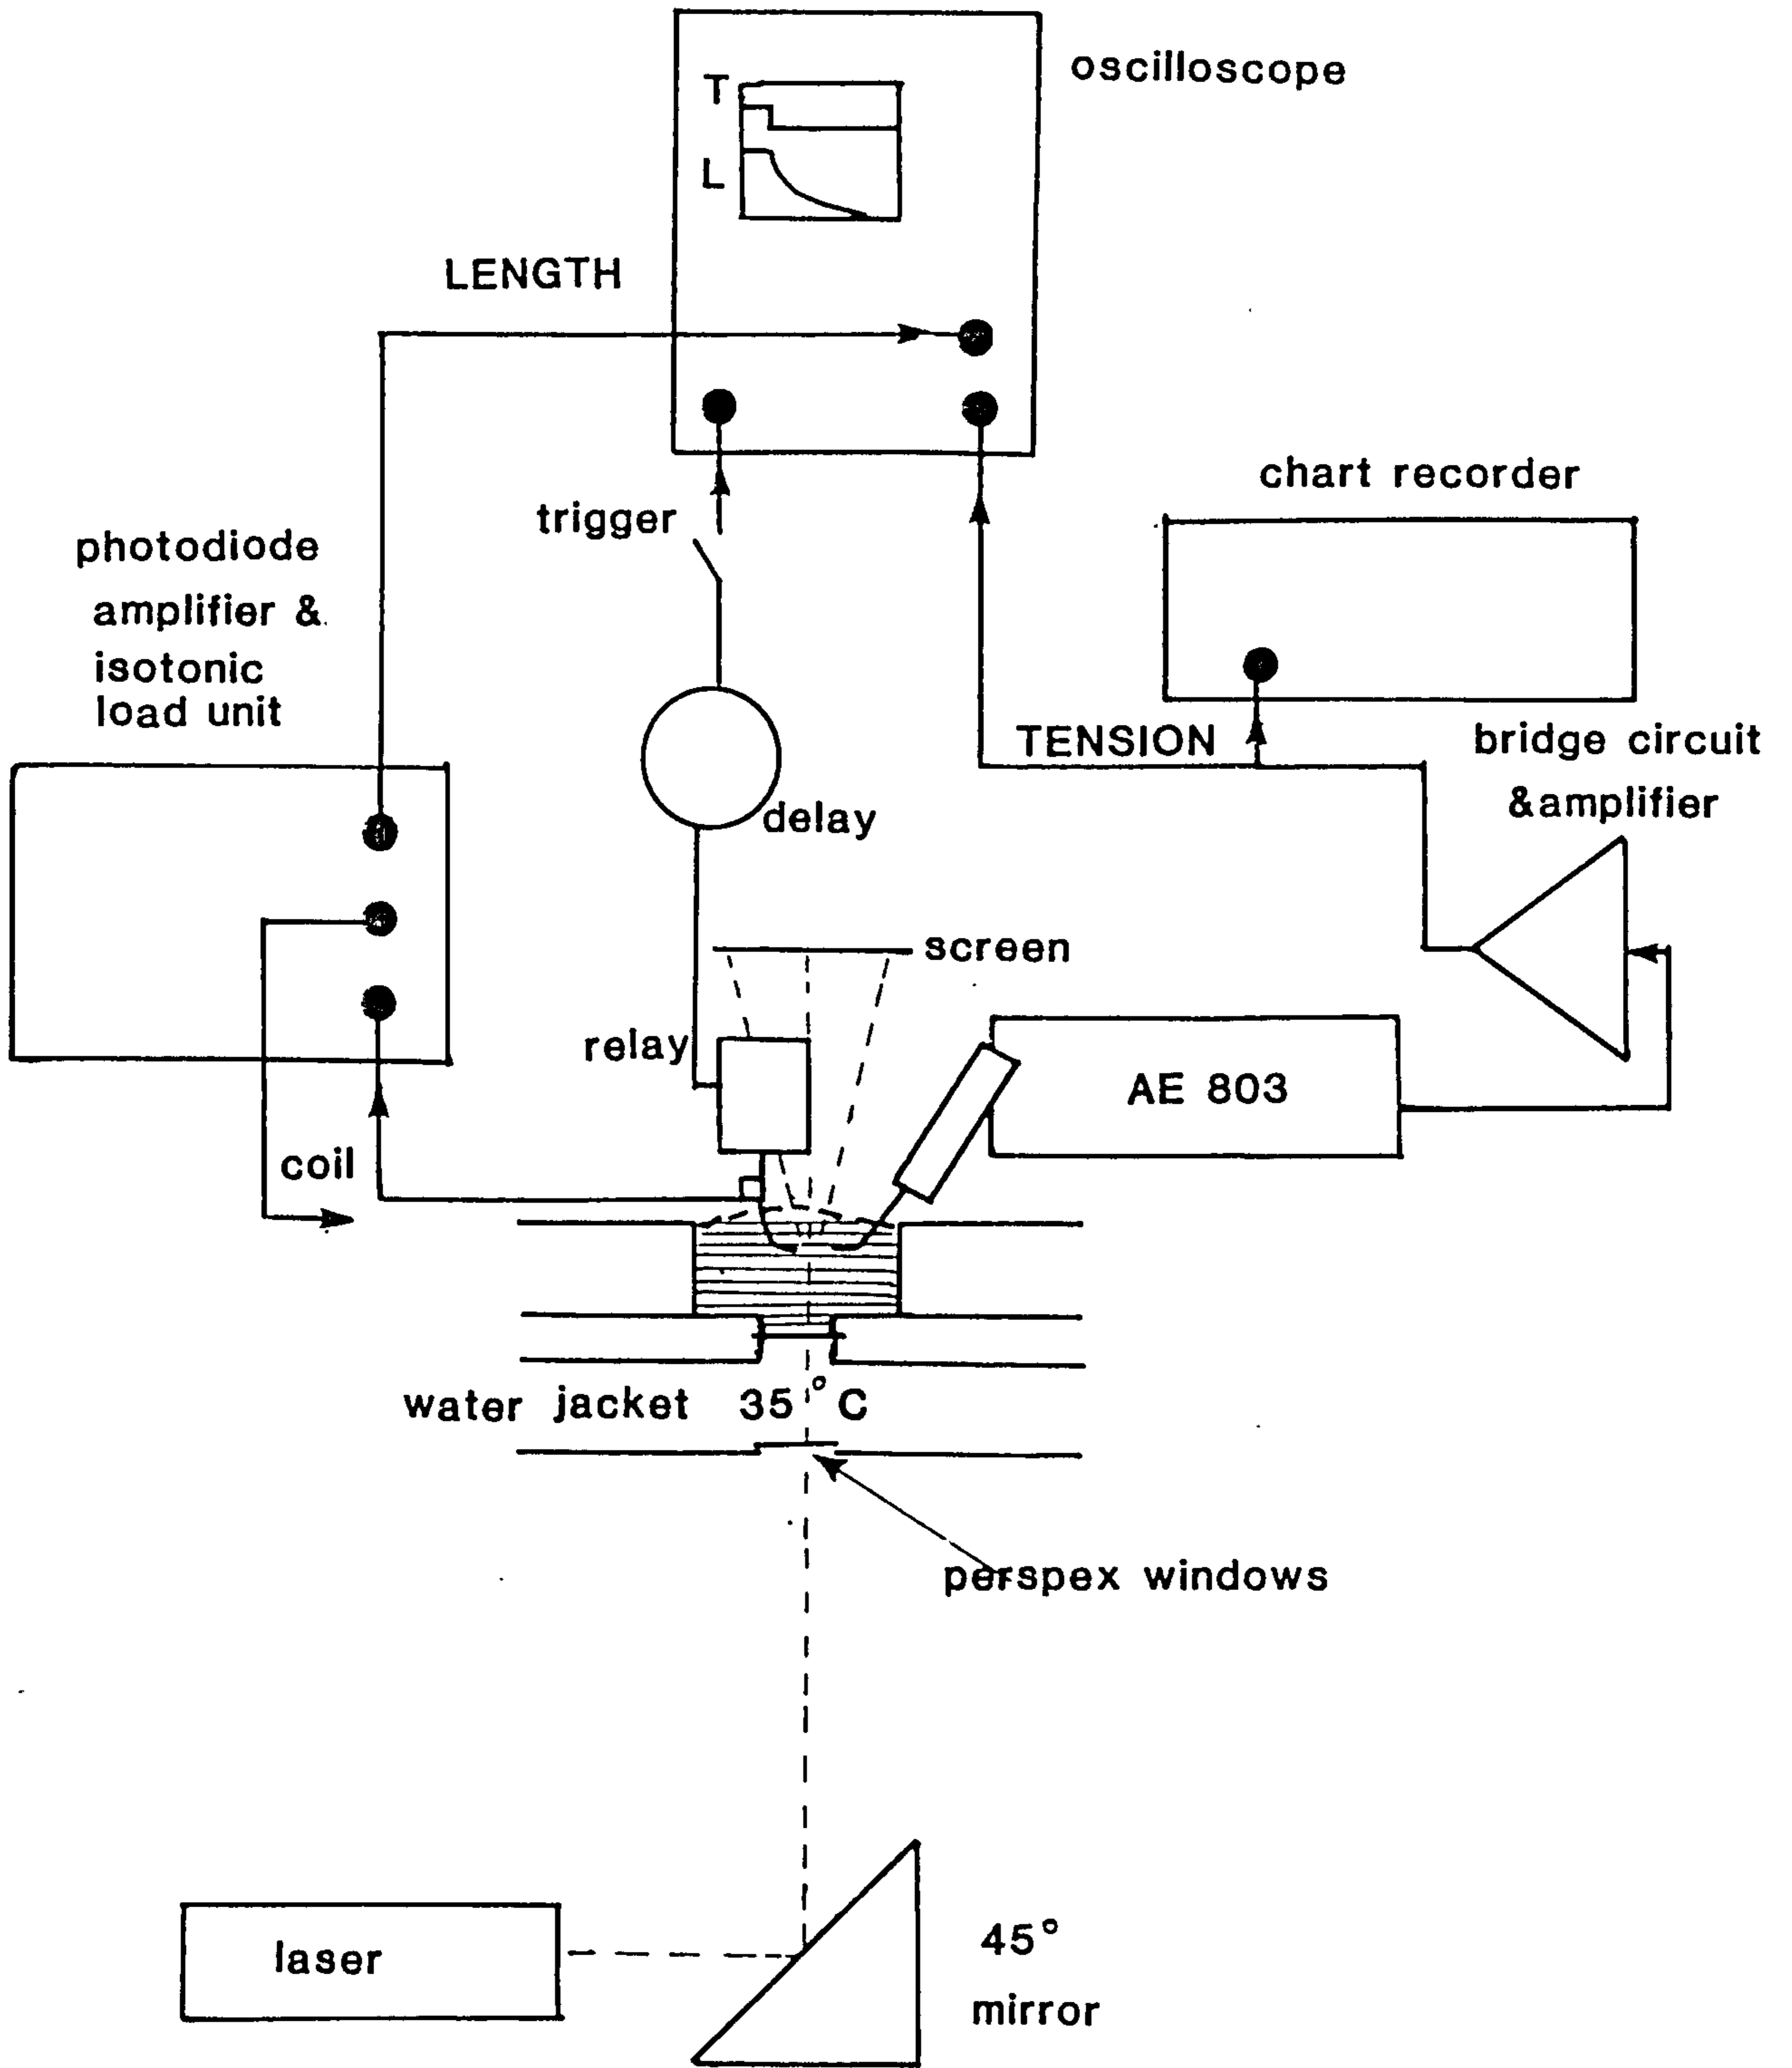 oscilloscope
T
L
LENGTH
chart recorder
trigger
photodiode
amplifier &
isotonic
load unit
TENSION
bridge circuit
&amplifier
delay
screen
relay
AE 803
coil
water jacket 35°C
perspex windows
laser
45°
mirror